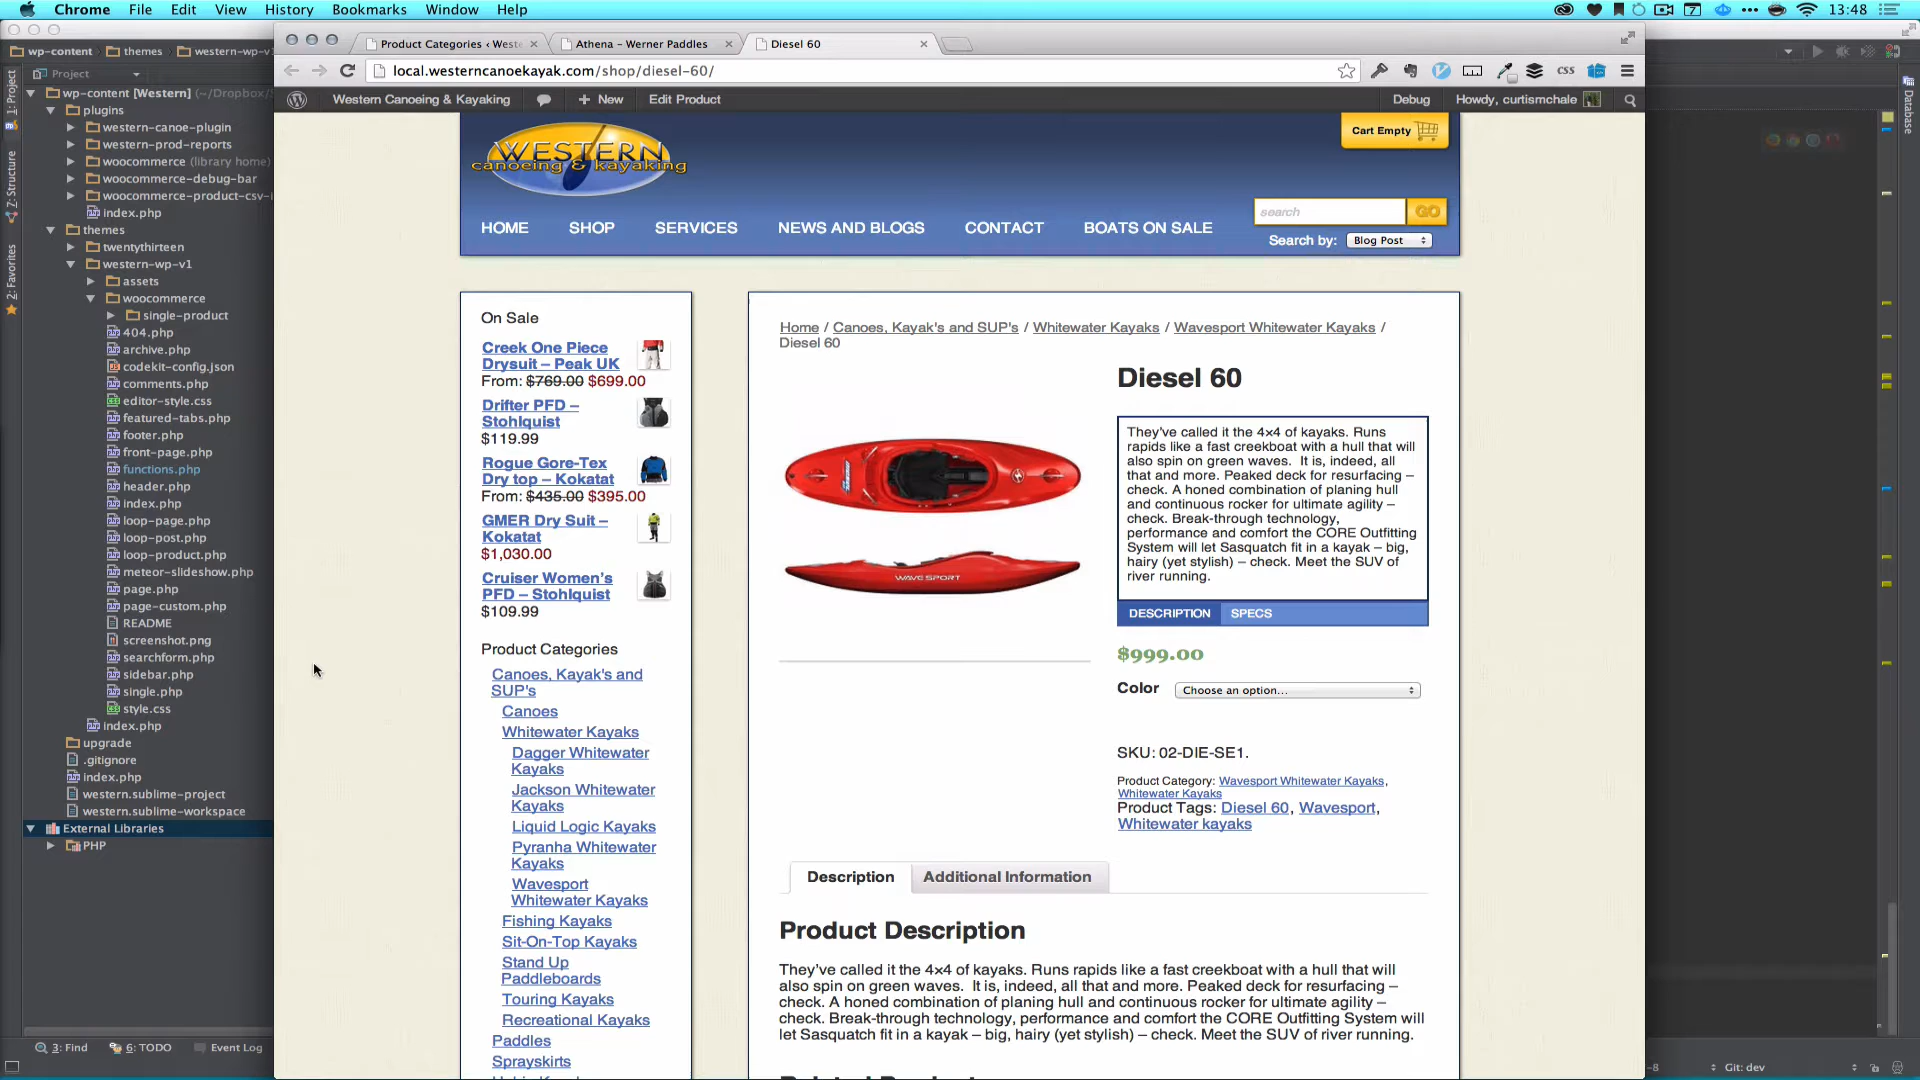 Chrome File Edit View History Bookmarks Window Help 13:48
wp-content themes western-wp-v1
Product Categories ‹ Weste
Athena – Werner Paddles
Diesel 60
local.westerncanoekayak.com/shop/diesel-60/
CSS
Western Canoeing & Kayaking + New Edit Product Debug Howdy, curtismchale
1: Project
Z: Structure
2: Favorites
Database
Project
wp-content [Western] (~/Dropbox/S
plugins
western-canoe-plugin
western-prod-reports
woocommerce (library home)
woocommerce-debug-bar
woocommerce-product-csv-i
index.php
themes
twentythirteen
western-wp-v1
assets
woocommerce
single-product
404.php
archive.php
codekit-config.json
comments.php
editor-style.css
featured-tabs.php
footer.php
front-page.php
functions.php
header.php
index.php
loop-page.php
loop-post.php
loop-product.php
meteor-slideshow.php
page.php
page-custom.php
README
screenshot.png
searchform.php
sidebar.php
single.php
style.css
index.php
upgrade
.gitignore
index.php
western.sublime-project
western.sublime-workspace
External Libraries
PHP
3: Find 6: TODO Event Log
WESTERN
canoeing & kayaking
Cart Empty
HOME SHOP SERVICES NEWS AND BLOGS CONTACT BOATS ON SALE
search GO
Search by: Blog Post
On Sale
Creek One Piece
Drysuit – Peak UK
From: $769.00 $699.00
Drifter PFD –
Stohlquist
$119.99
Rogue Gore-Tex
Dry top – Kokatat
From: $435.00 $395.00
GMER Dry Suit –
Kokatat
$1,030.00
Cruiser Women's
PFD – Stohlquist
$109.99
Product Categories
Canoes, Kayak's and
SUP's
Canoes
Whitewater Kayaks
Dagger Whitewater
Kayaks
Jackson Whitewater
Kayaks
Liquid Logic Kayaks
Pyranha Whitewater
Kayaks
Wavesport
Whitewater Kayaks
Fishing Kayaks
Sit-On-Top Kayaks
Stand Up
Paddleboards
Touring Kayaks
Recreational Kayaks
Paddles
Sprayskirts
Home / Canoes, Kayak's and SUP's / Whitewater Kayaks / Wavesport Whitewater Kayaks /
Diesel 60
WAVE SPORT
Diesel 60
They've called it the 4×4 of kayaks. Runs
rapids like a fast creekboat with a hull that will
also spin on green waves. It is, indeed, all
that and more. Peaked deck for resurfacing –
check. A honed combination of planing hull
and continuous rocker for ultimate agility –
check. Break-through technology,
performance and comfort the CORE Outfitting
System will let Sasquatch fit in a kayak – big,
hairy (yet stylish) – check. Meet the SUV of
river running.
DESCRIPTION SPECS
$999.00
Color Choose an option...
SKU: 02-DIE-SE1.
Product Category: Wavesport Whitewater Kayaks,
Whitewater Kayaks
Product Tags: Diesel 60, Wavesport,
Whitewater kayaks
Description Additional Information
Product Description
They've called it the 4×4 of kayaks. Runs rapids like a fast creekboat with a hull that will
also spin on green waves. It is, indeed, all that and more. Peaked deck for resurfacing –
check. A honed combination of planing hull and continuous rocker for ultimate agility –
check. Break-through technology, performance and comfort the CORE Outfitting System will
let Sasquatch fit in a kayak – big, hairy (yet stylish) – check. Meet the SUV of river running.
Git: dev